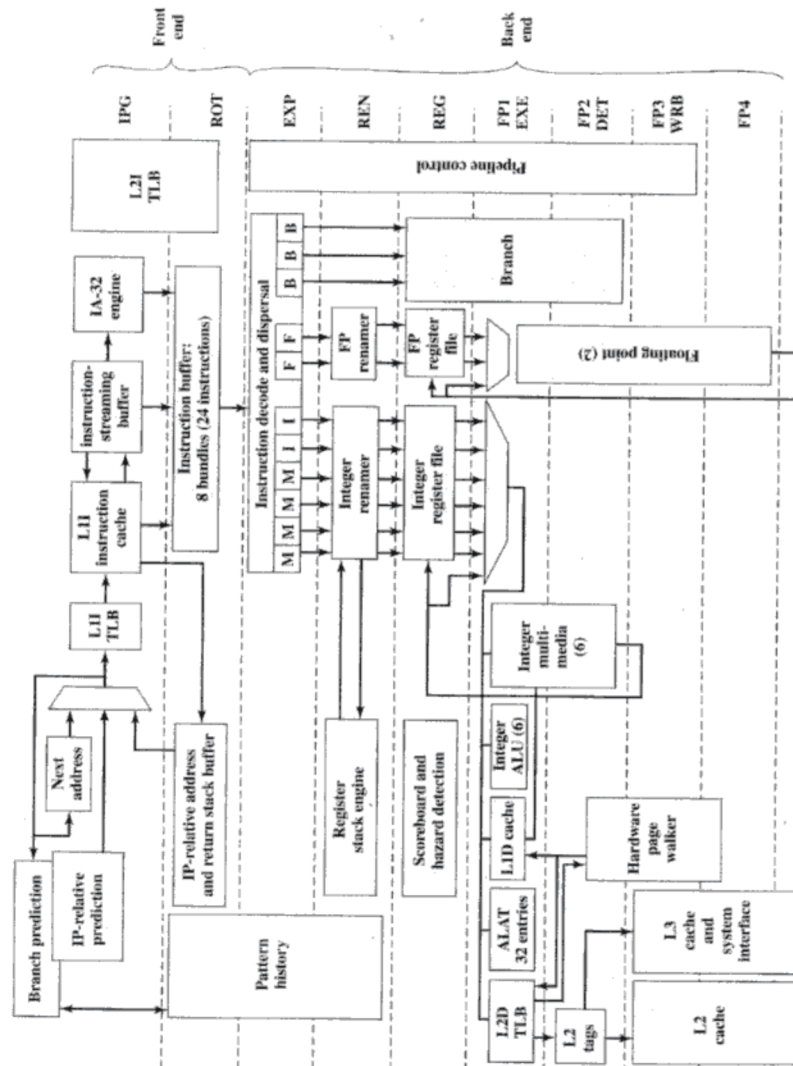 Branch prediction
IP-relative
prediction
Next
address
L1I
TLB
L1I
instruction
cache
instruction-
streaming
buffer
IA-32
engine
L2I
TLB
IPG
Front
end
Pattern
history
IP-relative address
and return stack buffer
Instruction buffer:
8 bundles (24 instructions)
ROT
Instruction decode and dispersal
M
M
M
M
I
I
F
F
B
B
B
Pipeline control
EXP
Register
stack engine
Integer
renamer
FP
renamer
REN
Scoreboard and
hazard detection
Integer
register file
FP
register
file
Branch
REG
Back
end
L2D
TLB
ALAT
32 entries
L1D cache
Integer
ALU (6)
Integer
multi-
media
(6)
Floating point (2)
FP1
EXE
L2
tags
FP2
DET
L2
cache
L3
cache
and
system
interface
Hardware
page
walker
FP3
WRB
FP4